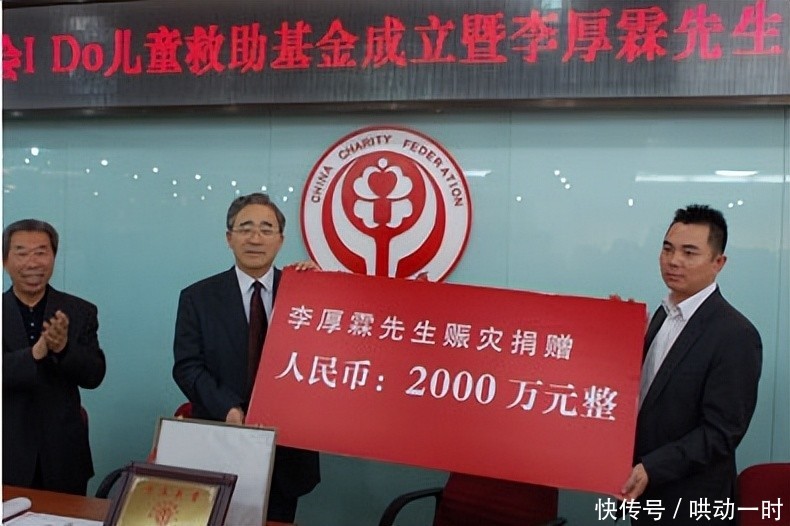 会I Do儿童救助基金成立暨李厚霖先生
CHINA CHARITY FEDERATION
李厚霖先生赈灾捐赠
人民币：2000万元整
快传号／哄动一时